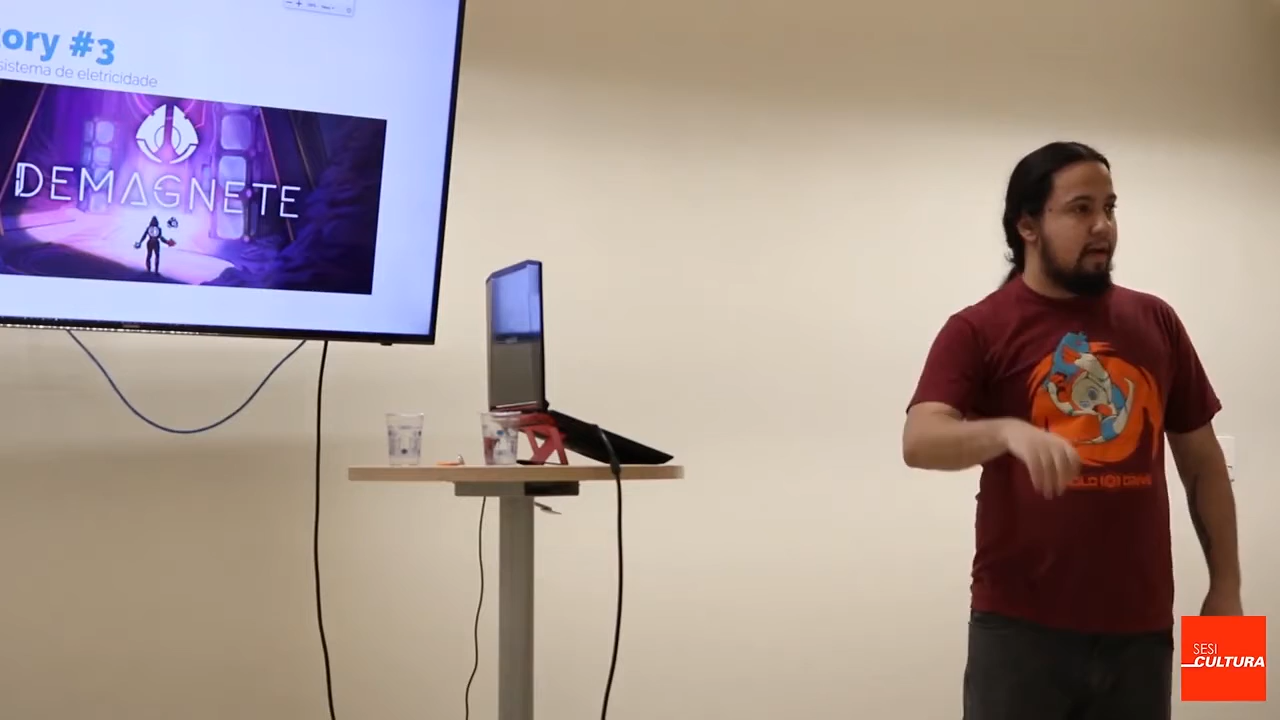 ory #3
sistema de eletricidade
DEMAGNETE
SESI
CULTURA